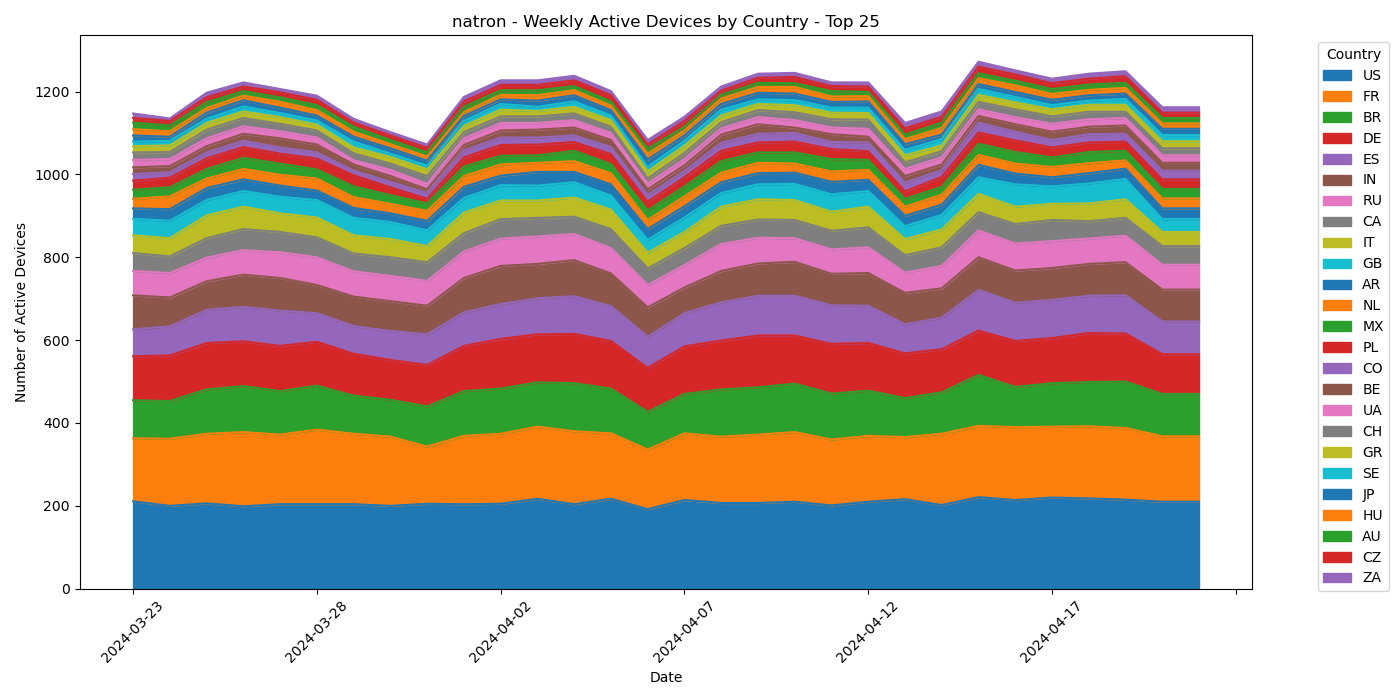 natron - Weekly Active Devices by Country - Top 25
Number of Active Devices
1200
1000
800
600
400
200
0
2024-03-23
2024-03-28
2024-04-02
2024-04-07
2024-04-12
2024-04-17
Date
Country
US
FR
BR
DE
ES
IN
RU
CA
IT
GB
AR
NL
MX
PL
CO
BE
UA
CH
GR
SE
JP
HU
AU
CZ
ZA